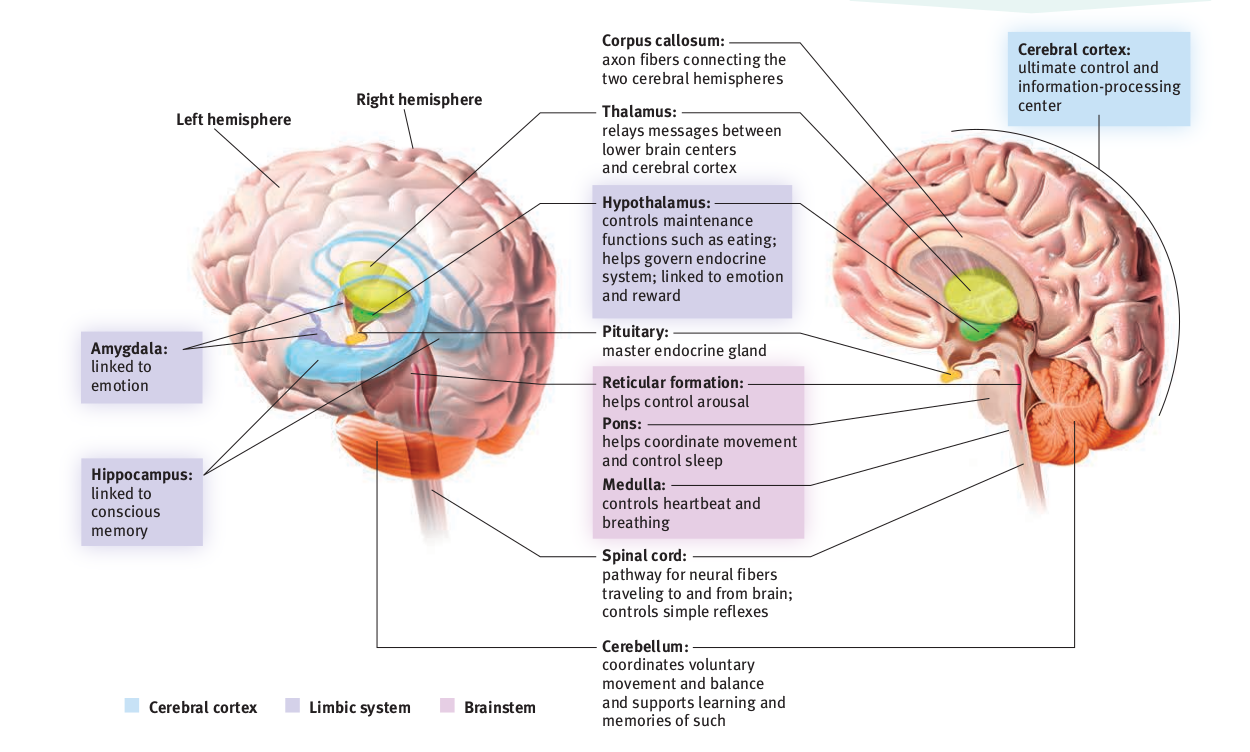 Corpus callosum:
axon fibers connecting the
two cerebral hemispheres
Cerebral cortex:
ultimate control and
information-processing
center
Right hemisphere
Left hemisphere
Thalamus:
relays messages between
lower brain centers
and cerebral cortex
Hypothalamus:
controls maintenance
functions such as eating;
helps govern endocrine
system; linked to emotion
and reward
Pituitary:
master endocrine gland
Amygdala:
linked to
emotion
Reticular formation:
helps control arousal
Pons:
helps coordinate movement
and control sleep
Medulla:
controls heartbeat and
breathing
Hippocampus:
linked to
conscious
memory
Spinal cord:
pathway for neural fibers
traveling to and from brain;
controls simple reflexes
Cerebellum:
coordinates voluntary
movement and balance
and supports learning and
memories of such
Cerebral cortex
Limbic system
Brainstem